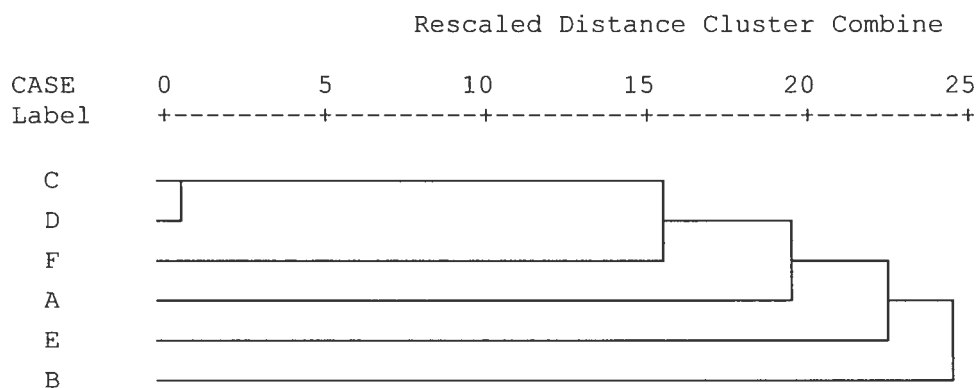 Rescaled Distance Cluster Combine
CASE 0 5 10 15 20 25
Label +---------+---------+---------+---------+---------+
C
D
F
A
E
B